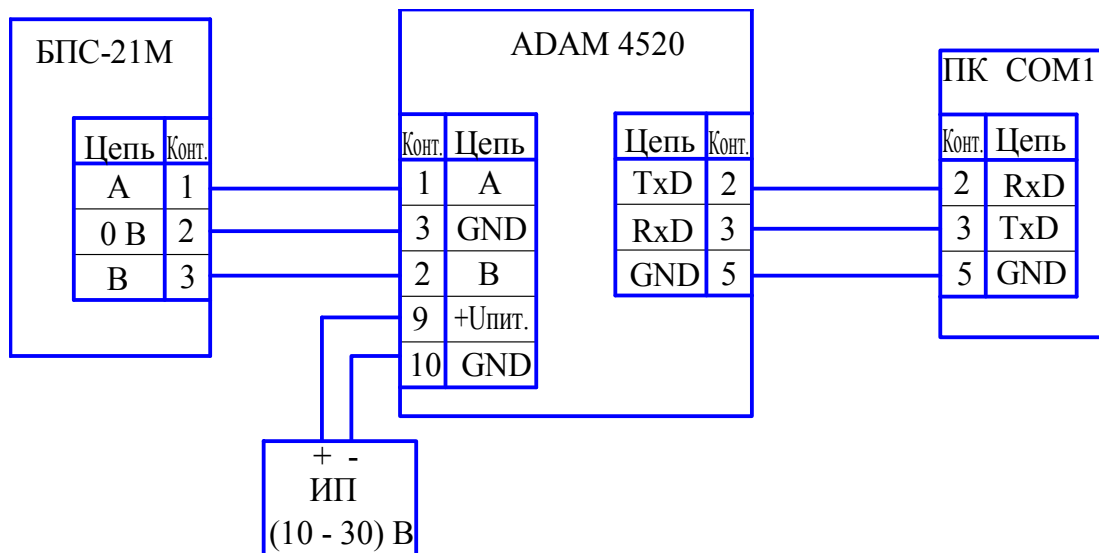 БПС-21М
Цепь Конт.
А 1
0 В 2
В 3
ADAM 4520
Конт. Цепь
1 А
3 GND
2 В
9 +Uпит.
10 GND
Цепь Конт.
TxD 2
RxD 3
GND 5
ПК COM1
Конт. Цепь
2 RxD
3 TxD
5 GND
+ -
ИП
(10 - 30) В